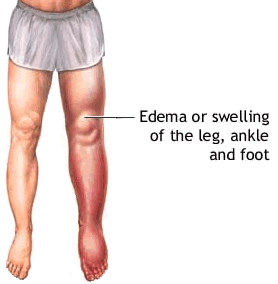 Edema or swelling
of the leg, ankle
and foot